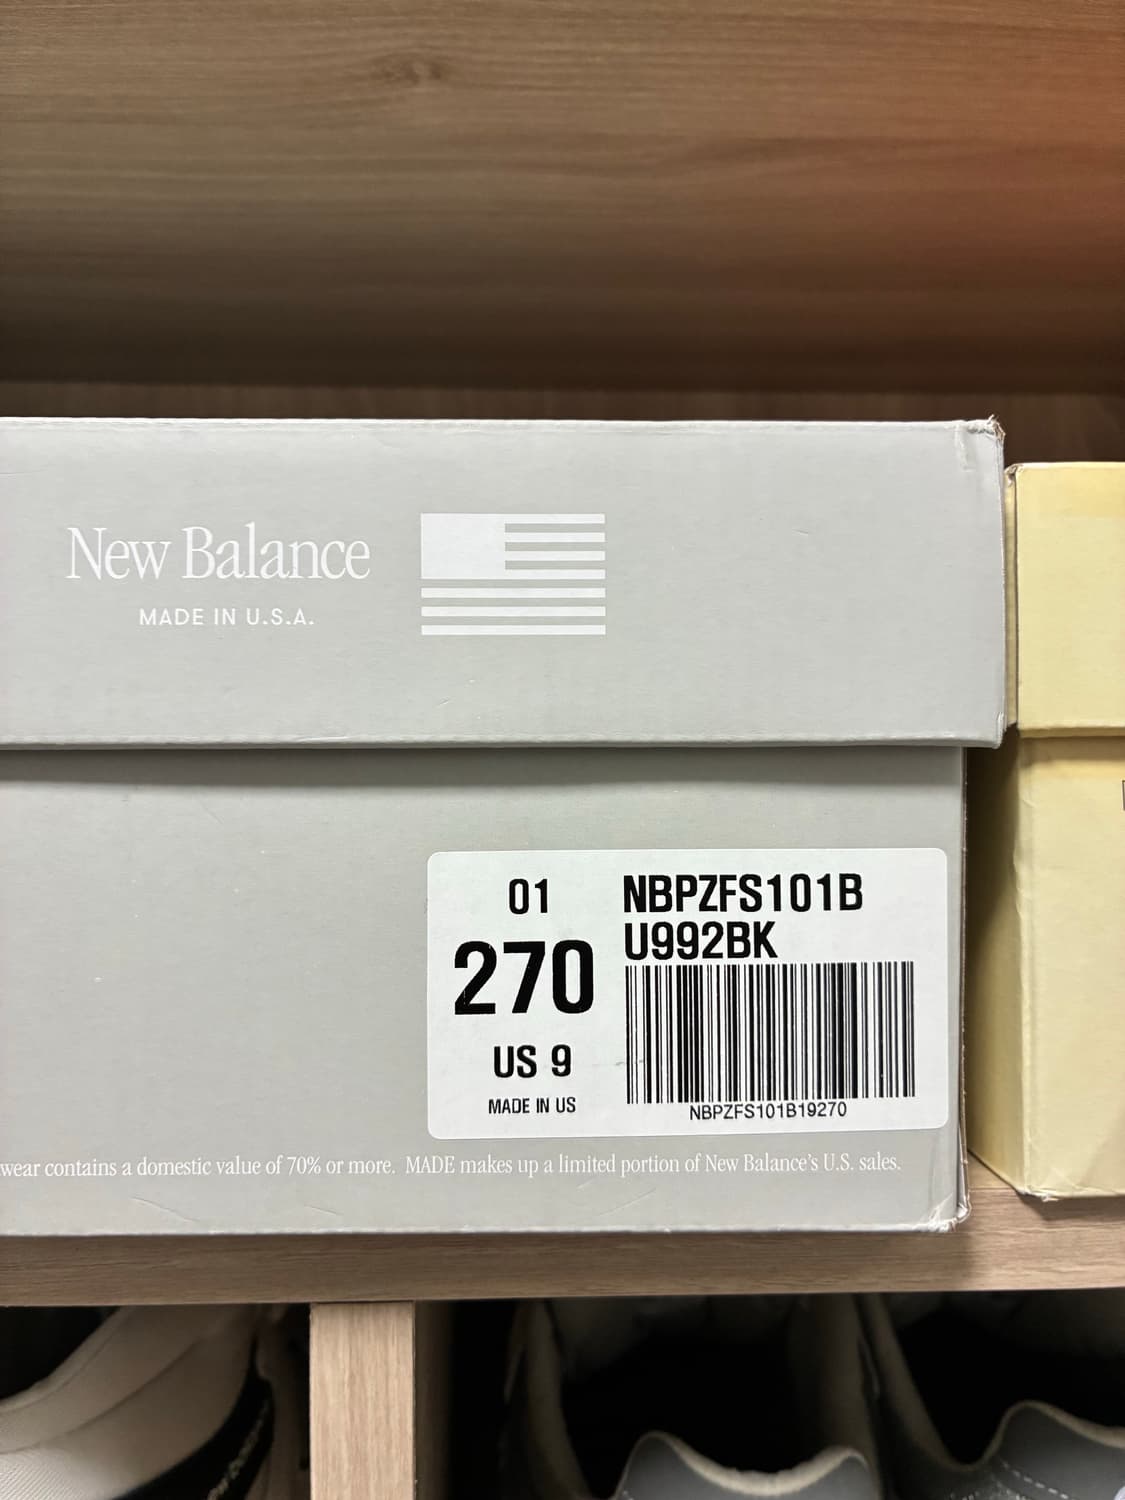 New Balance
MADE IN U.S.A.
01
270
US 9
MADE IN US
NBPZFS101B
U992BK
NBPZFS101B19270
wear contains a domestic value of 70% or more. MADE makes up a limited portion of New Balance's U.S. sales.